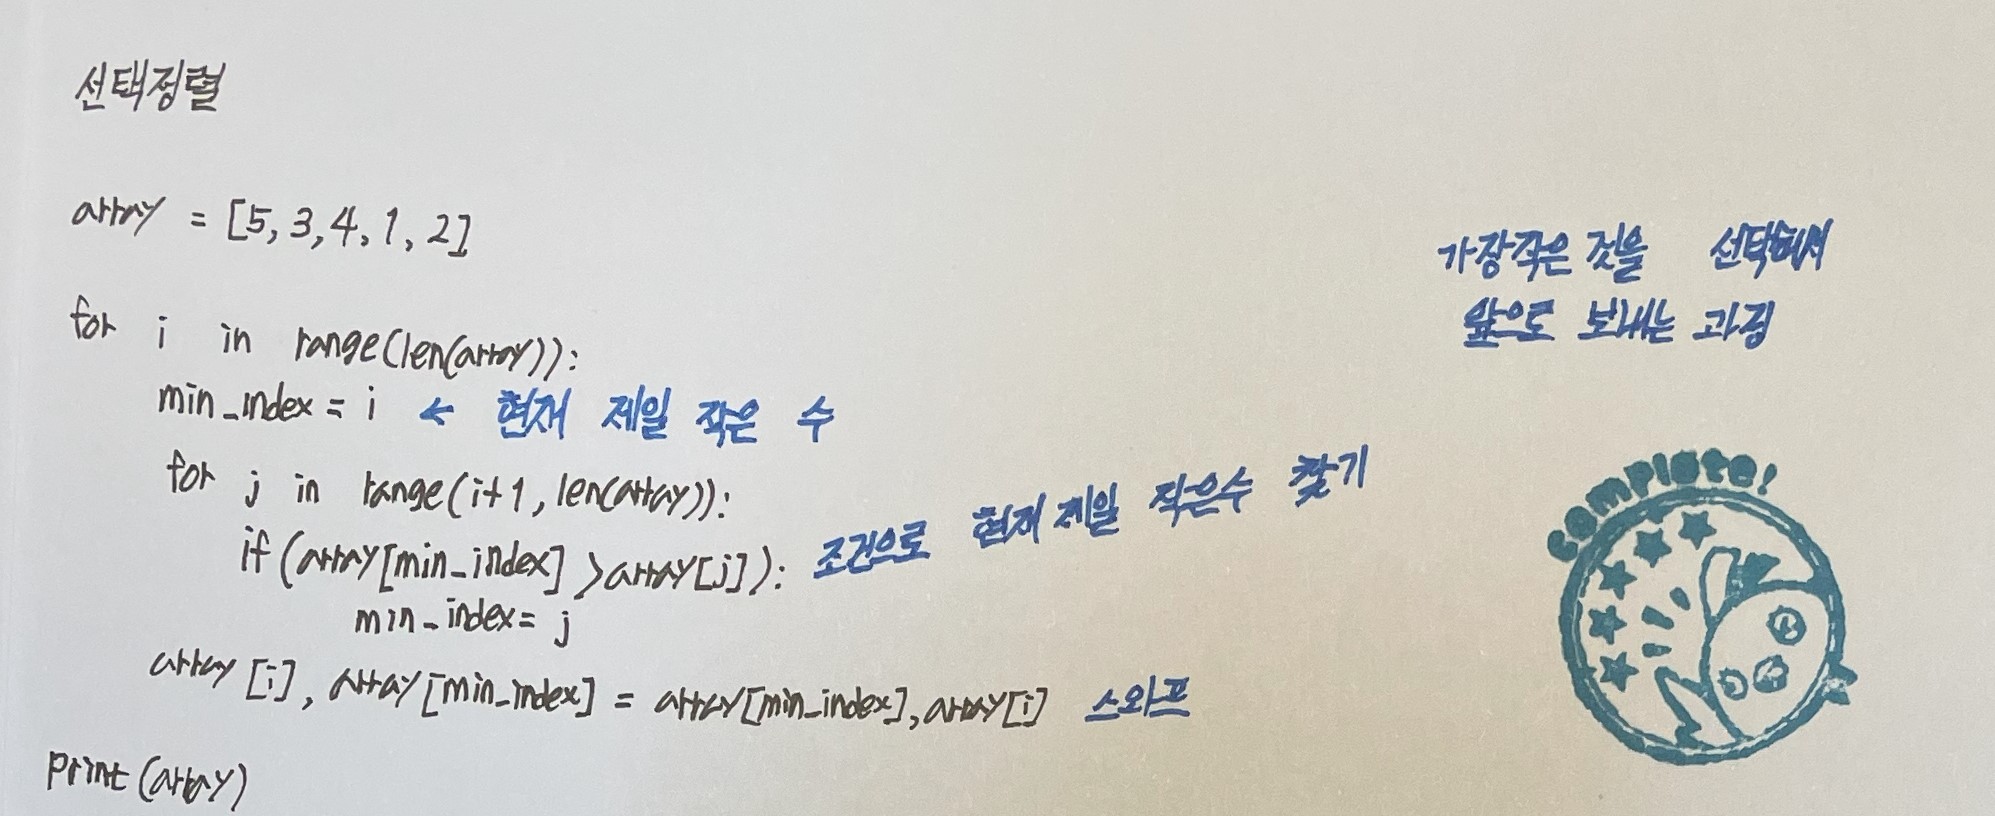 선택정렬
array = [5, 3, 4, 1, 2]
가장작은 것을 선택해서
앞으로 보내는 과정
for i in range(len(array)):
min_index = i ← 현재 제일 작은 수
for j in range(i+1, len(array)):
if (array[min_index] > array[j]): 조건으로 현재 제일 작은수 찾기
min_index = j
array[i], array[min_index] = array[min_index], array[i] 스와프
print(array)
complete!